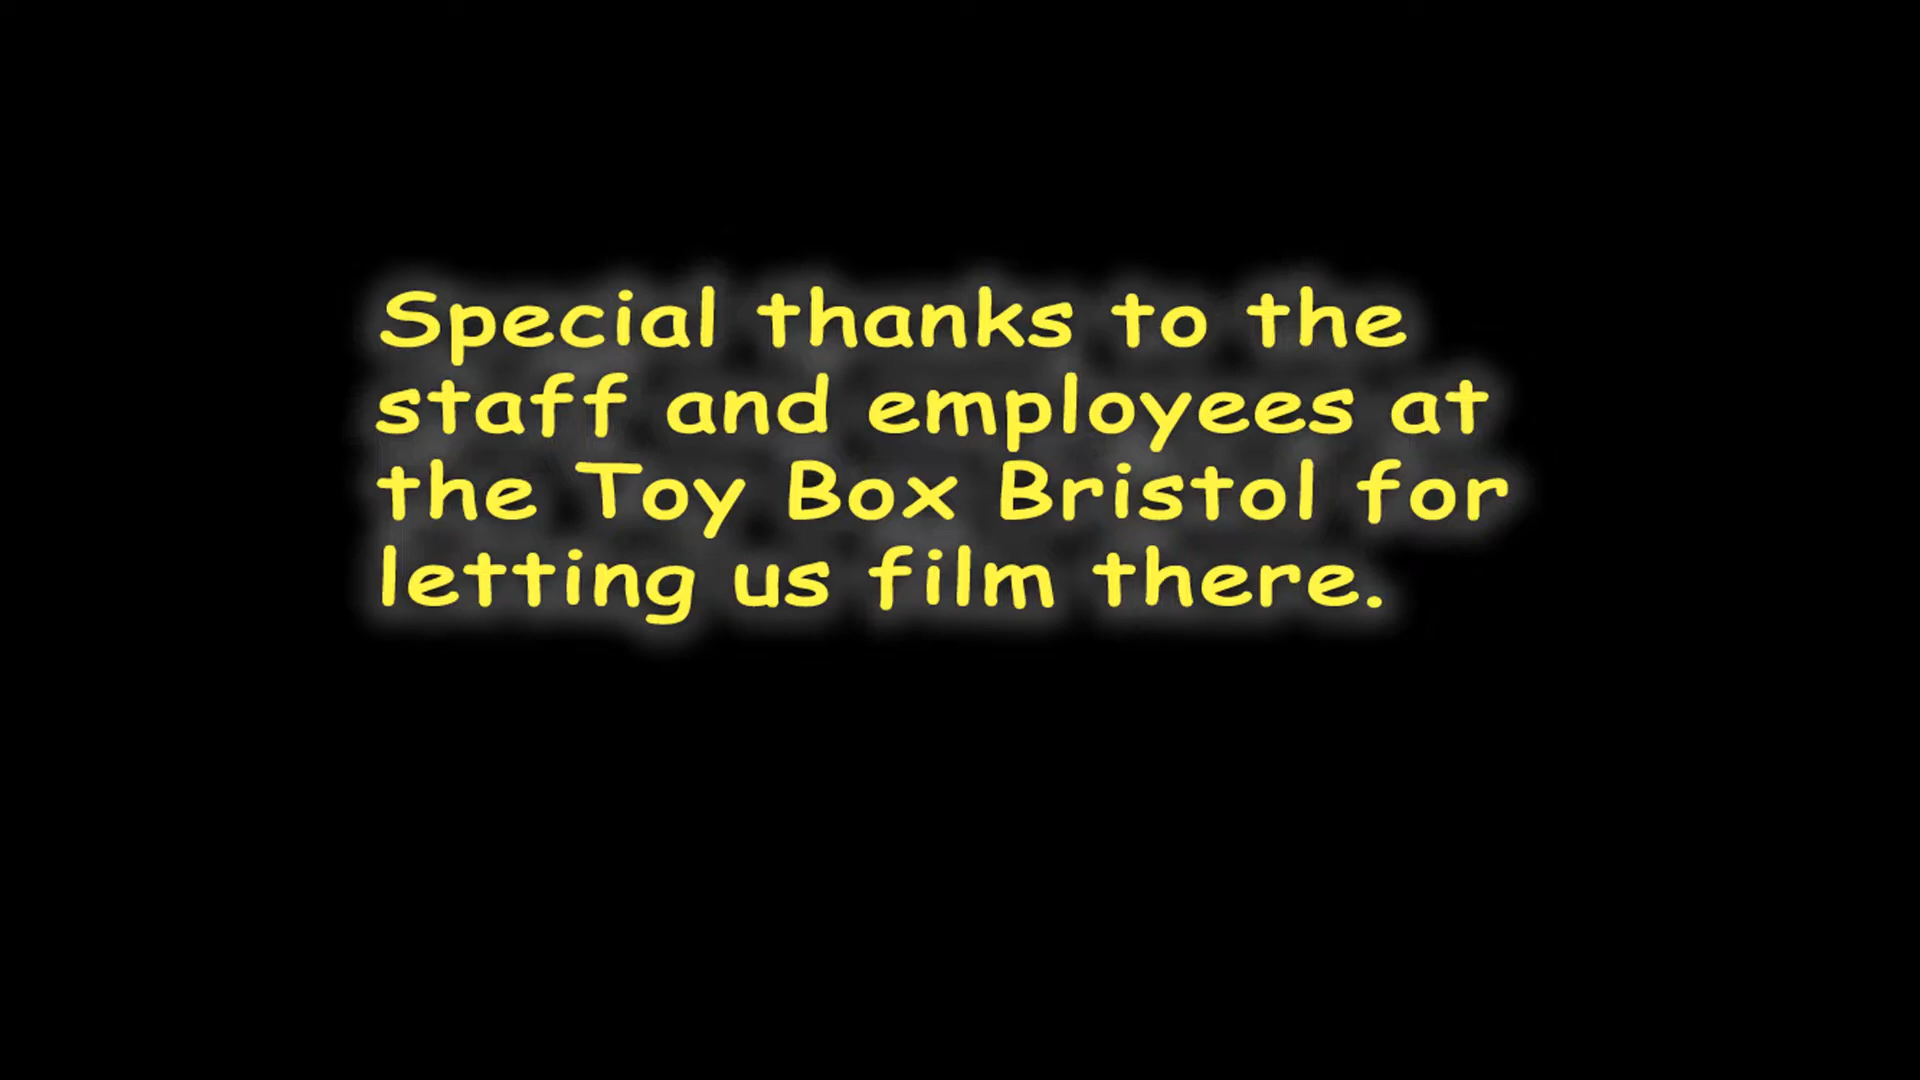 Special thanks to the
staff and employees at
the Toy Box Bristol for
letting us film there.